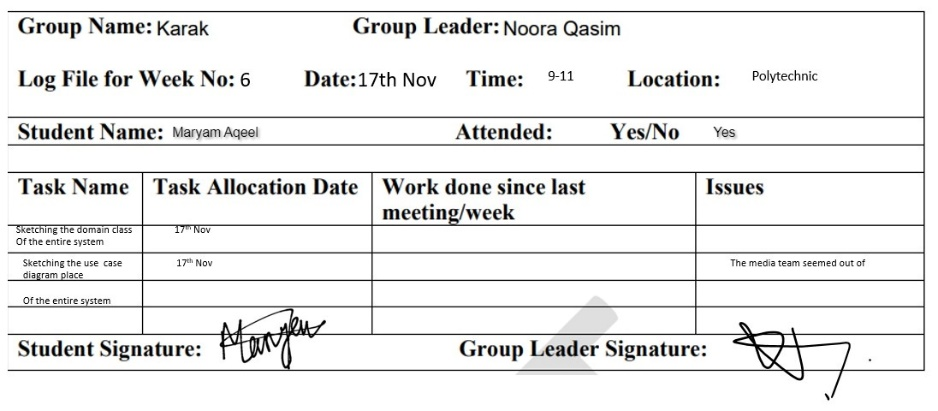 Group Name: Karak Group Leader: Noora Qasim
Log File for Week No: 6 Date:17th Nov Time: 9-11 Location: Polytechnic
Student Name: Maryam Aqeel Attended: Yes/No Yes
Task Name Task Allocation Date Work done since last meeting/week Issues
Sketching the domain class 17th Nov
Of the entire system
Sketching the use case 17th Nov The media team seemed out of
diagram place
Of the entire system
Student Signature: Maryam Group Leader Signature: